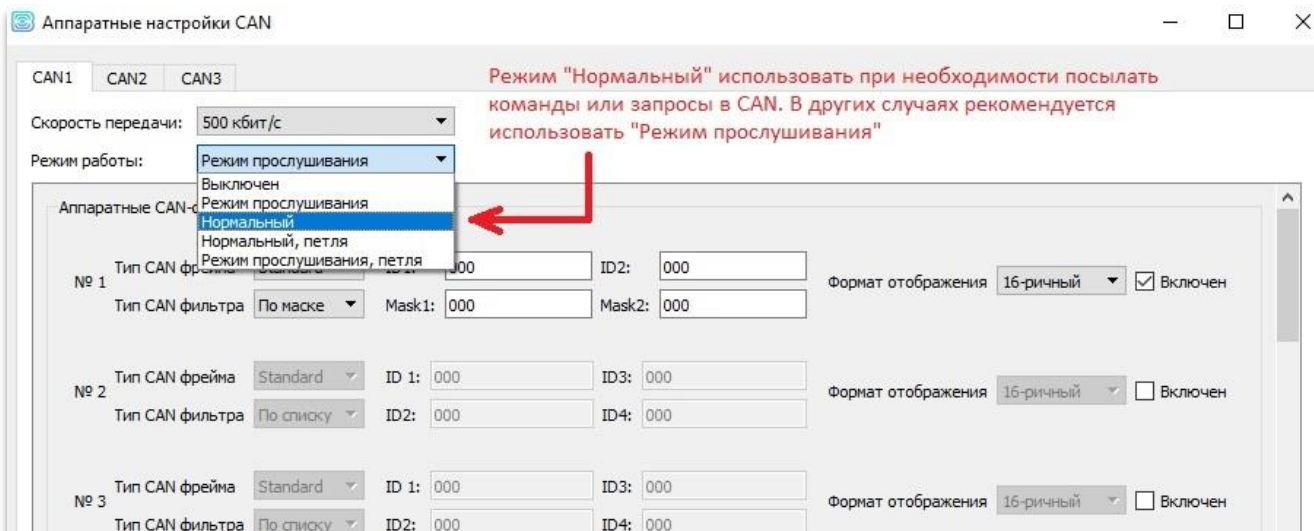 Аппаратные настройки CAN
CAN1 CAN2 CAN3
Режим "Нормальный" использовать при необходимости посылать
команды или запросы в CAN. В других случаях рекомендуется
использовать "Режим прослушивания"
Скорость передачи: 500 кбит/с
Режим работы: Режим прослушивания
Выключен
Режим прослушивания
Нормальный
Нормальный, петля
Режим прослушивания, петля
Аппаратные CAN-
№ 1
Тип CAN фрейма 000 ID2: 000
Тип CAN фильтра По маске Mask1: 000 Mask2: 000
Формат отображения 16-ричный Включен
№ 2
Тип CAN фрейма Standard ID 1: 000 ID3: 000
Тип CAN фильтра По списку ID2: 000 ID4: 000
Формат отображения 16-ричный Включен
№ 3
Тип CAN фрейма Standard ID 1: 000 ID3: 000
Тип CAN фильтра По списку ID2: 000 ID4: 000
Формат отображения 16-ричный Включен